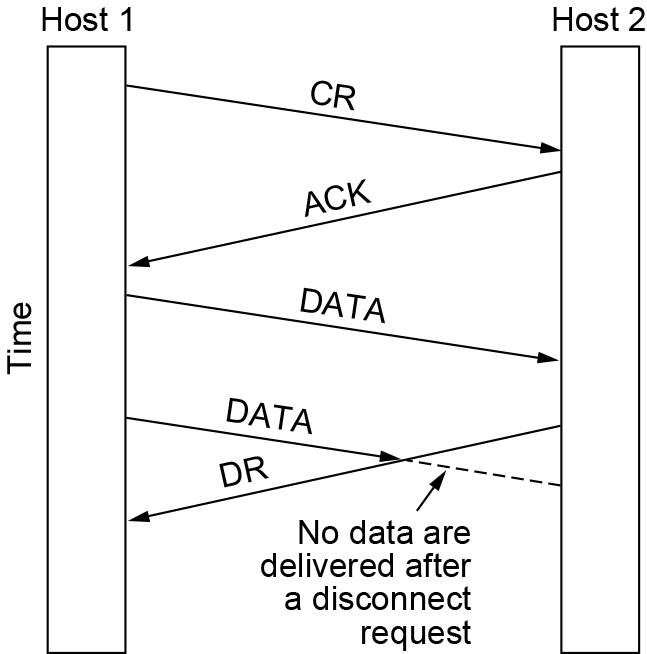 Host 1
Host 2
CR
ACK
DATA
Time
DATA
DR
No data are
delivered after
a disconnect
request